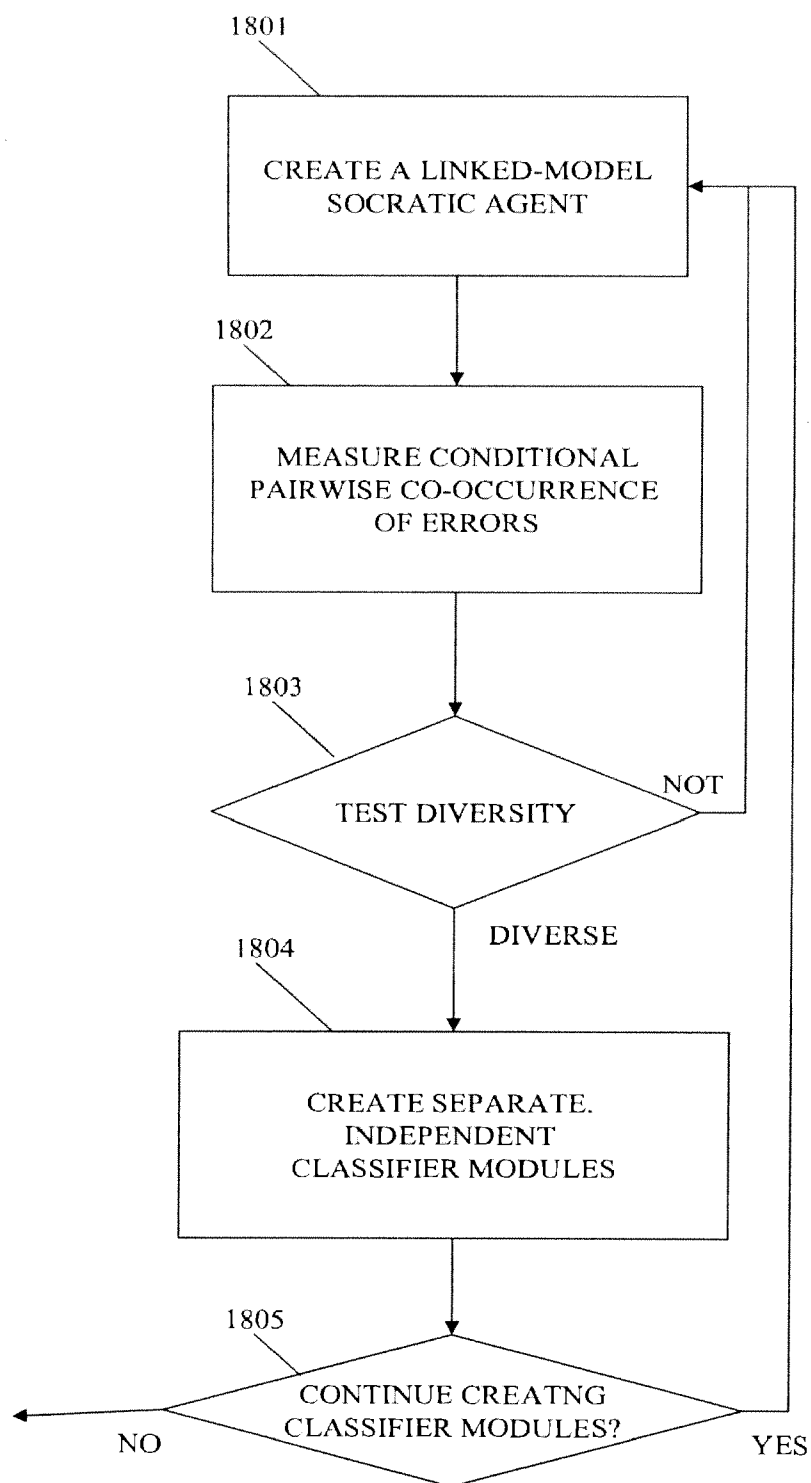 1801
CREATE A LINKED-MODEL
SOCRATIC AGENT
1802
MEASURE CONDITIONAL
PAIRWISE CO-OCCURRENCE
OF ERRORS
1803
NOT
TEST DIVERSITY
DIVERSE
1804
CREATE SEPARATE.
INDEPENDENT
CLASSIFIER MODULES
1805
CONTINUE CREATNG
CLASSIFIER MODULES?
NO
YES